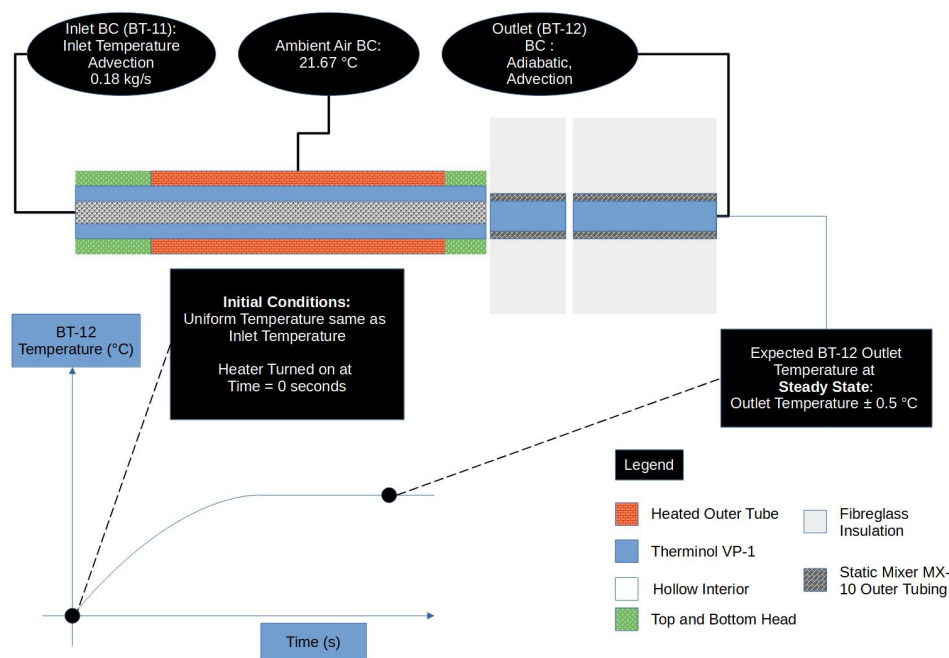 Inlet BC (BT-11):
Inlet Temperature
Advection
0.18 kg/s
Ambient Air BC:
21.67 °C
Outlet (BT-12)
BC :
Adiabatic,
Advection
Initial Conditions:
Uniform Temperature same as
Inlet Temperature
Heater Turned on at
Time = 0 seconds
BT-12
Temperature (°C)
Expected BT-12 Outlet
Temperature at
Steady State:
Outlet Temperature ± 0.5 °C
Time (s)
Legend
Heated Outer Tube
Therminol VP-1
Hollow Interior
Top and Bottom Head
Fibreglass
Insulation
Static Mixer MX-
10 Outer Tubing